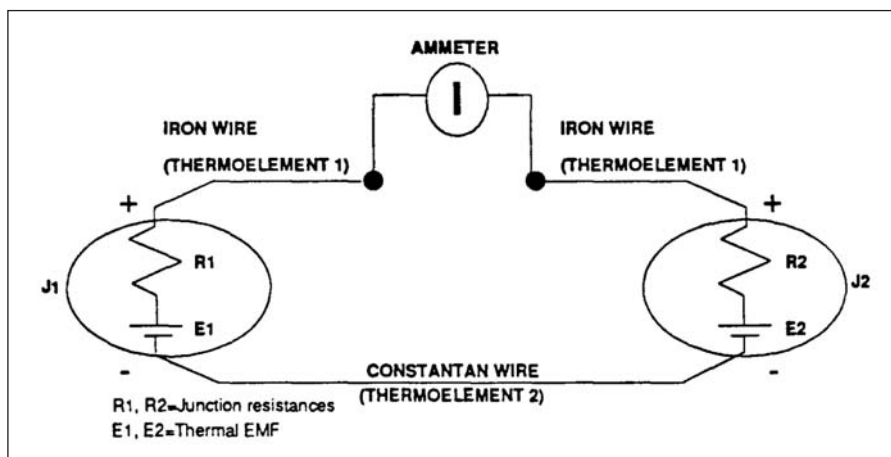 AMMETER
I
IRON WIRE
(THERMOELEMENT 1)
IRON WIRE
(THERMOELEMENT 1)
+
+
R1
R2
J1
J2
E1
E2
-
-
CONSTANTAN WIRE
(THERMOELEMENT 2)
R1, R2=Junction resistances
E1, E2=Thermal EMF